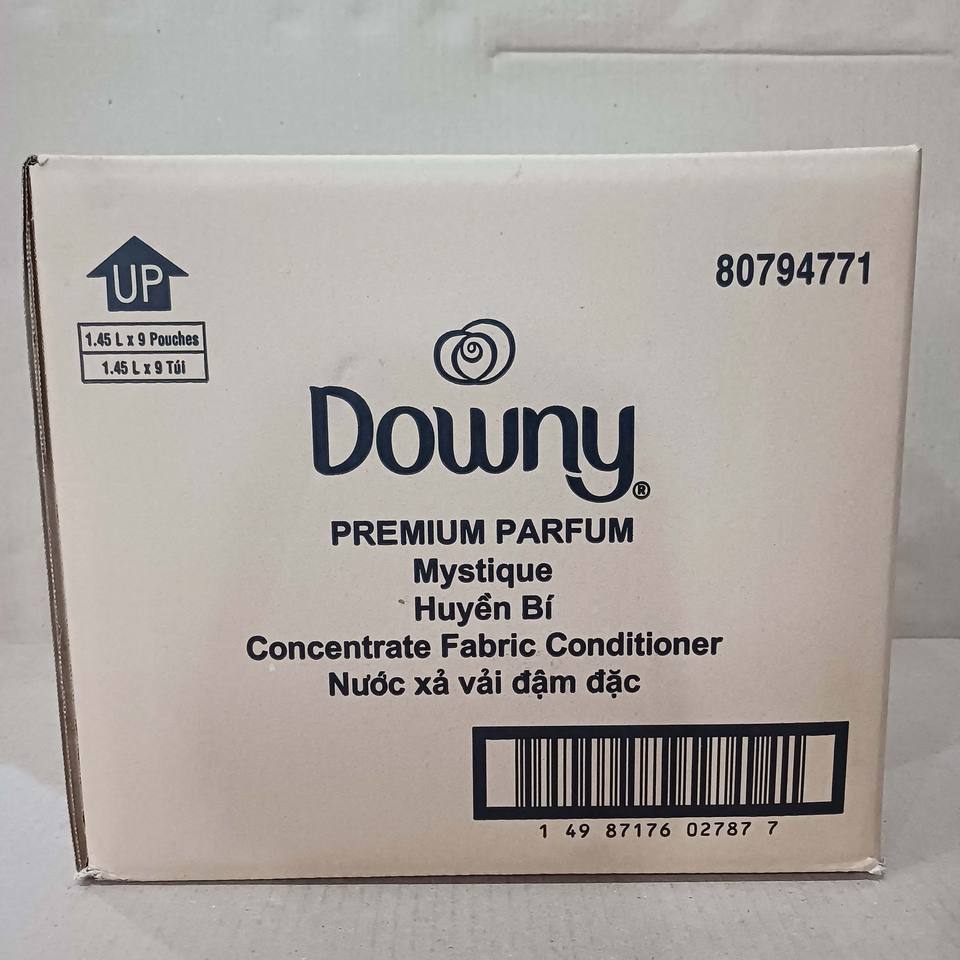 UP
80794771
1.45 L x 9 Pouches
1.45 L x 9 Túi
Downy®
PREMIUM PARFUM
Mystique
Huyền Bí
Concentrate Fabric Conditioner
Nước xả vải đậm đặc
1 49 87176 02787 7